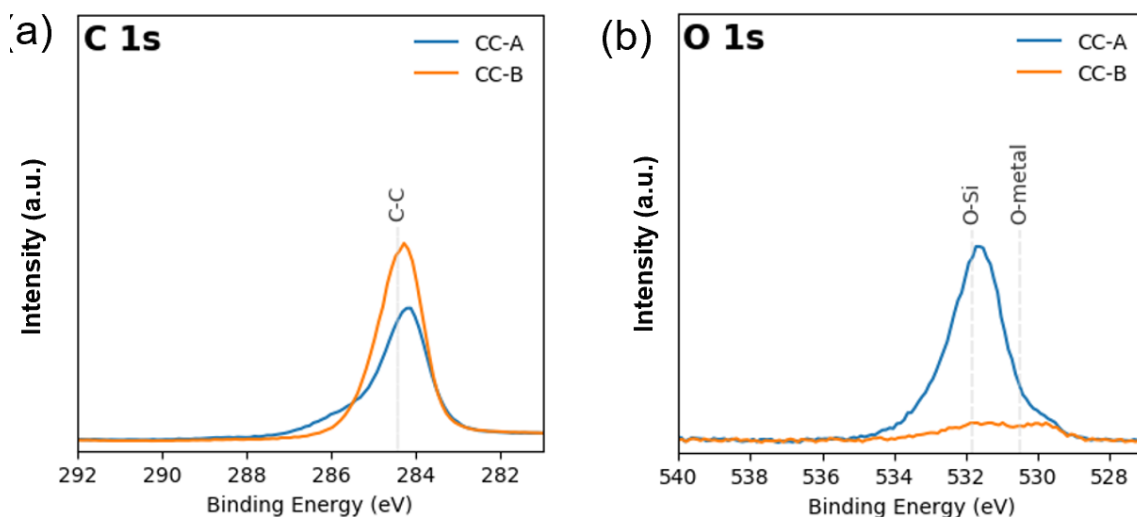 (a)
C 1s
CC-A
CC-B
C-C
Intensity (a.u.)
292 290 288 286 284 282
Binding Energy (eV)
(b)
O 1s
CC-A
CC-B
O-Si
O-metal
Intensity (a.u.)
540 538 536 534 532 530 528
Binding Energy (eV)